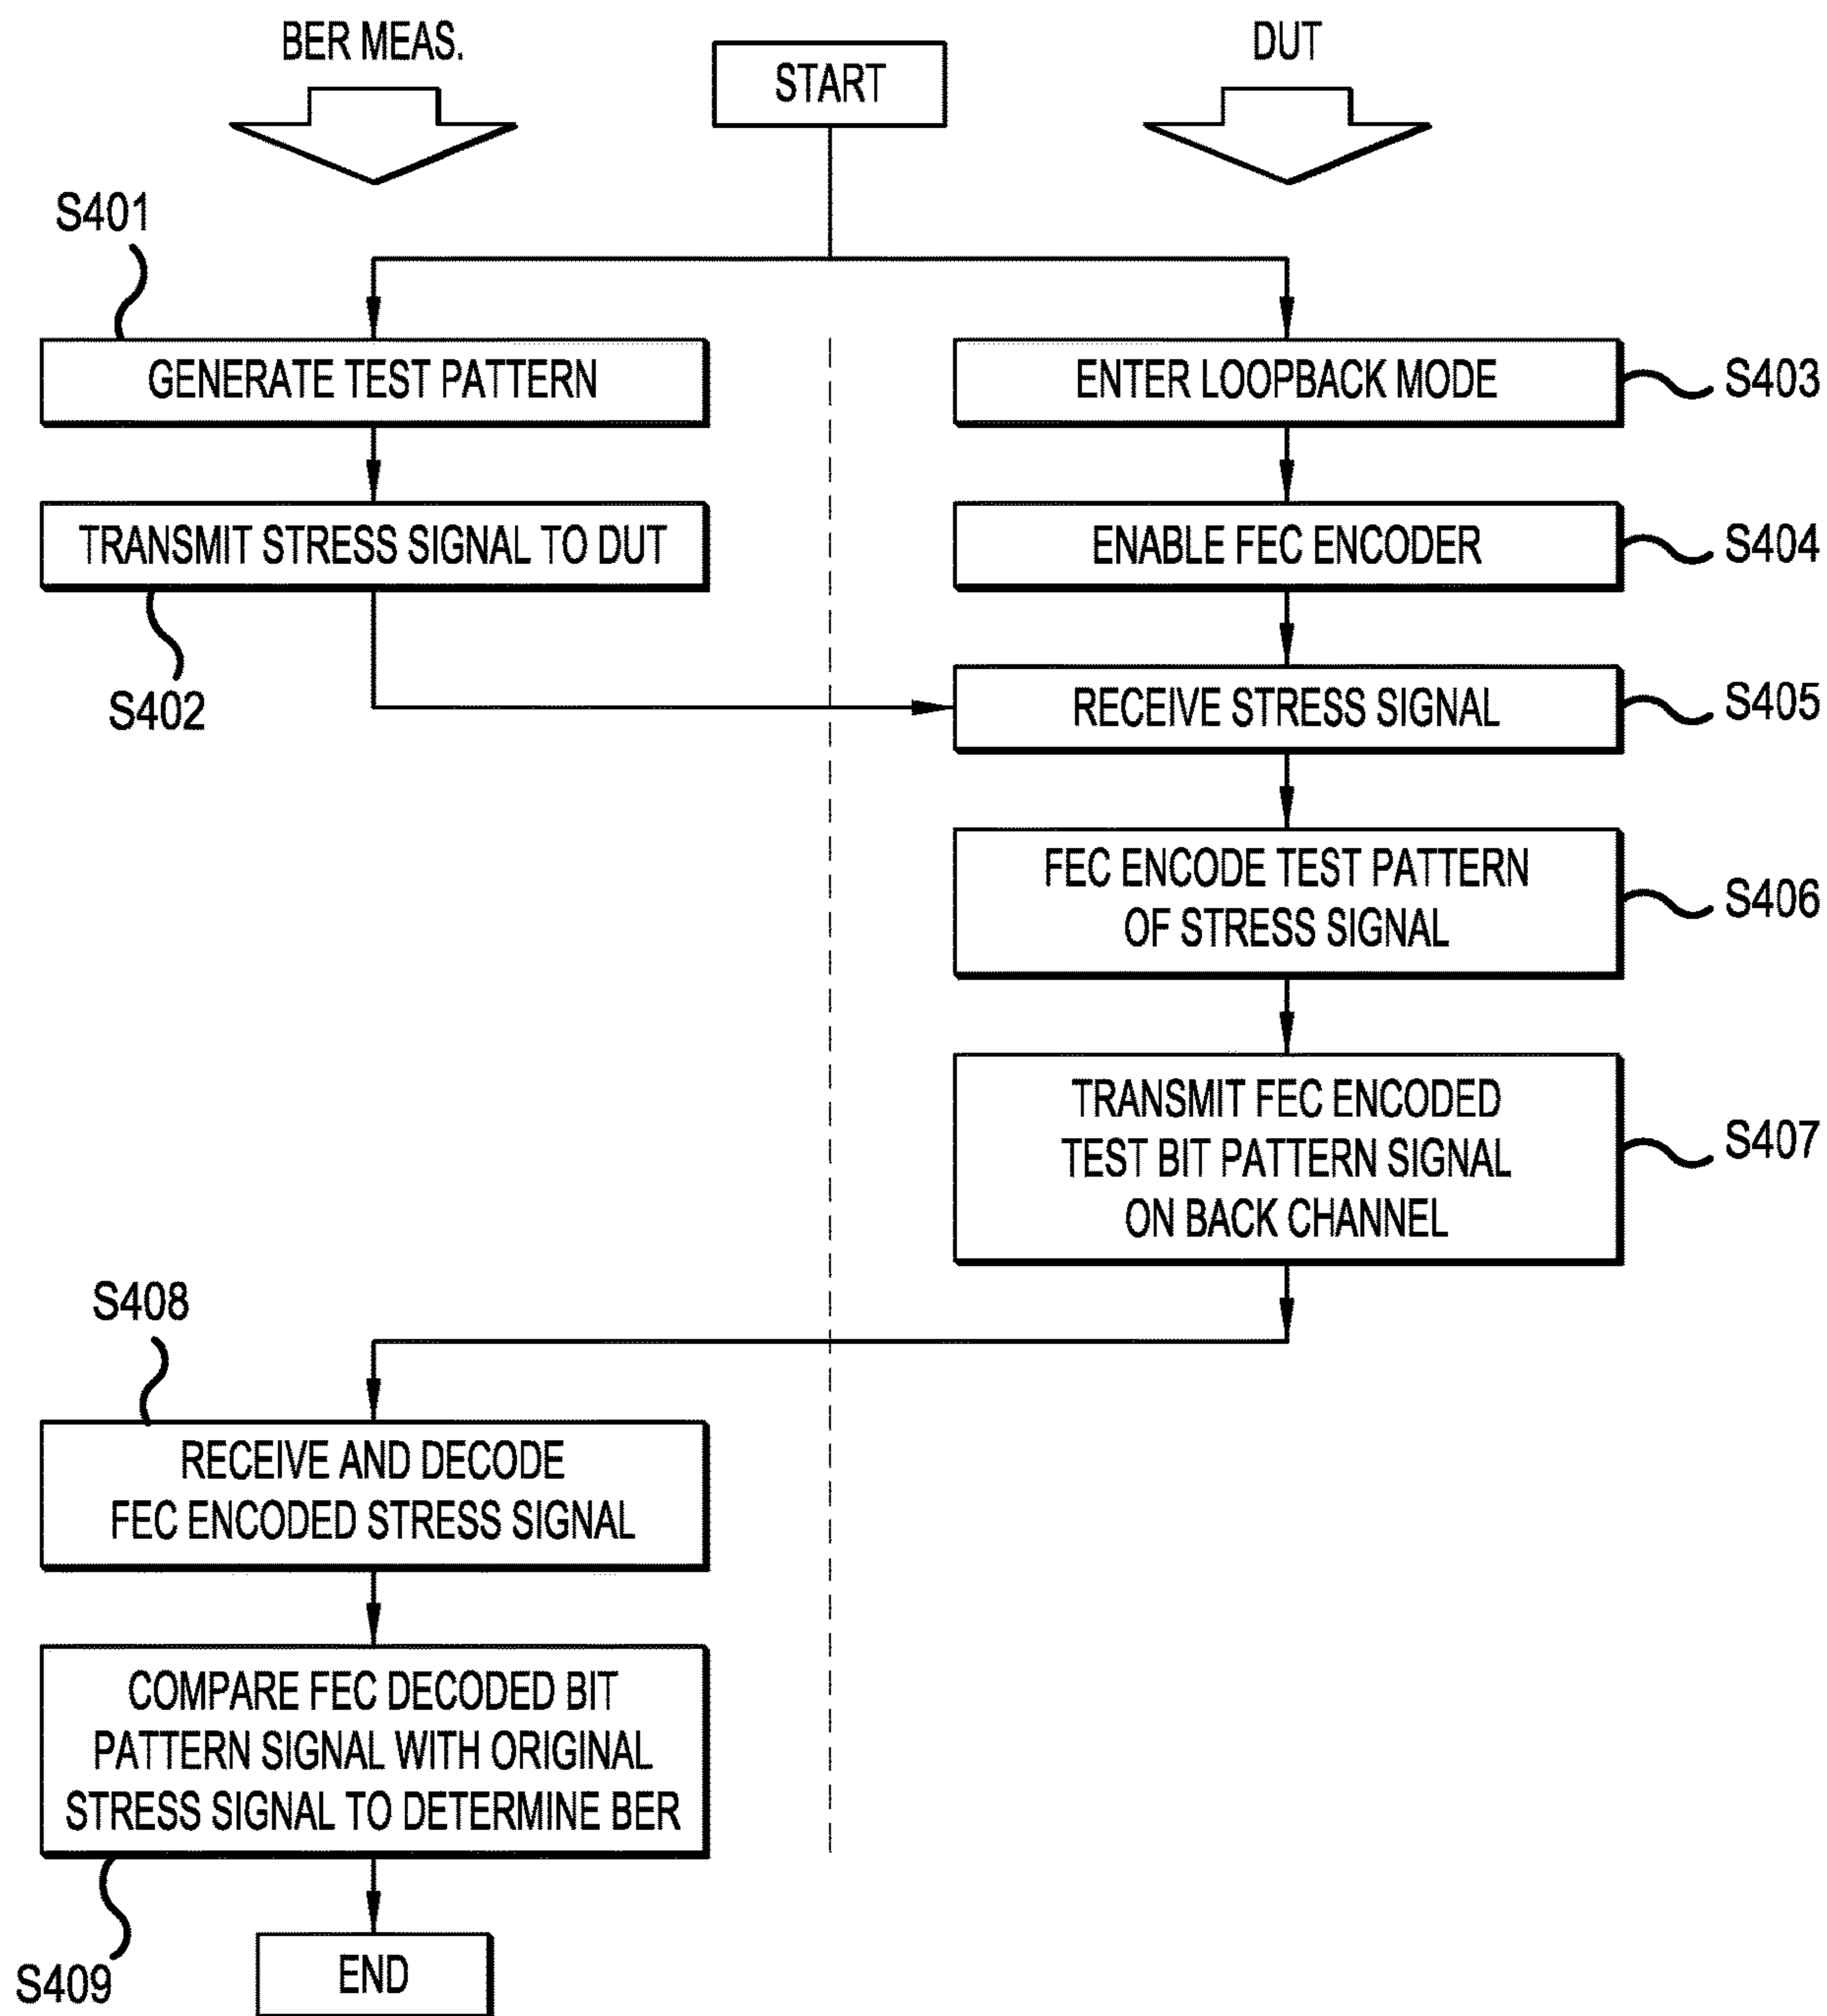 BER MEAS.
START
DUT
S401
GENERATE TEST PATTERN
ENTER LOOPBACK MODE
S403
TRANSMIT STRESS SIGNAL TO DUT
ENABLE FEC ENCODER
S404
S402
RECEIVE STRESS SIGNAL
S405
FEC ENCODE TEST PATTERN
OF STRESS SIGNAL
S406
TRANSMIT FEC ENCODED
TEST BIT PATTERN SIGNAL
ON BACK CHANNEL
S407
S408
RECEIVE AND DECODE
FEC ENCODED STRESS SIGNAL
COMPARE FEC DECODED BIT
PATTERN SIGNAL WITH ORIGINAL
STRESS SIGNAL TO DETERMINE BER
S409
END